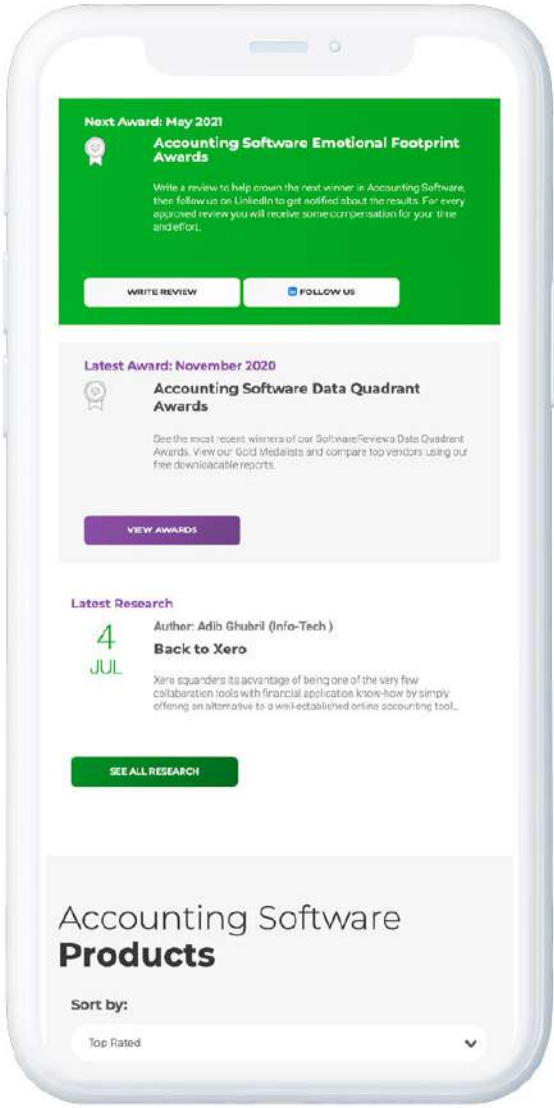 Next Award: May 2021
Accounting Software Emotional Footprint
Awards
Write a review to help crown the next winner in Accounting Software,
then follow us on LinkedIn to get notified about the results. For every
approved review you will receive some compensation for your time
and effort.
WRITE REVIEW
in FOLLOW US
Latest Award: November 2020
Accounting Software Data Quadrant
Awards
See the most recent winners of our SoftwareReviews Data Quadrant
Awards. View our Gold Medalists and compare top vendors using our
free downloadable reports.
VIEW AWARDS
Latest Research
4
JUL
Author: Adib Ghubril (Info-Tech )
Back to Xero
Xero squanders its advantage of being one of the very few
collaboration tools with financial application know-how by simply
offering an alternative to a well-established online accounting tool...
SEE ALL RESEARCH
Accounting Software
Products
Sort by:
Top Rated